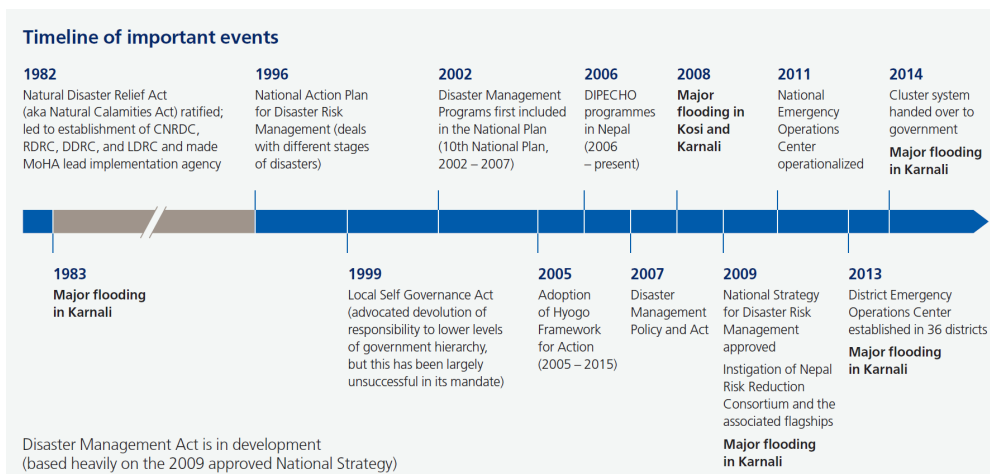 Timeline of important events
1982
Natural Disaster Relief Act
(aka Natural Calamities Act) ratified;
led to establishment of CNRDC,
RDRC, DDRC, and LDRC and made
MoHA lead implementation agency
1996
National Action Plan
for Disaster Risk
Management (deals
with different stages
of disasters)
2002
Disaster Management
Programs first included
in the National Plan
(10th National Plan,
2002 – 2007)
2006
DIPECHO
programmes
in Nepal
(2006
– present)
2008
Major
flooding in
Kosi and
Karnali
2011
National
Emergency
Operations
Center
operationalized
2014
Cluster system
handed over to
government
Major flooding
in Karnali
1983
Major flooding
in Karnali
1999
Local Self Governance Act
(advocated devolution of
responsibility to lower levels
of government hierarchy,
but this has been largely
unsuccessful in its mandate)
2005
Adoption
of Hyogo
Framework
for Action
(2005 – 2015)
2007
Disaster
Management
Policy and Act
2009
National Strategy
for Disaster Risk
Management
approved
Instigation of Nepal
Risk Reduction
Consortium and the
associated flagships
Major flooding
in Karnali
2013
District Emergency
Operations Center
established in 36 districts
Major flooding
in Karnali
Disaster Management Act is in development
(based heavily on the 2009 approved National Strategy)